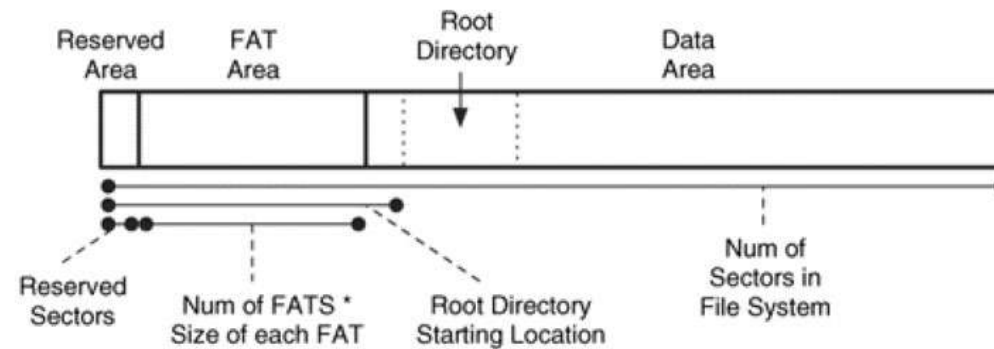 Reserved
Area
FAT
Area
Root
Directory
Data
Area
Reserved
Sectors
Num of FATS *
Size of each FAT
Root Directory
Starting Location
Num of
Sectors in
File System